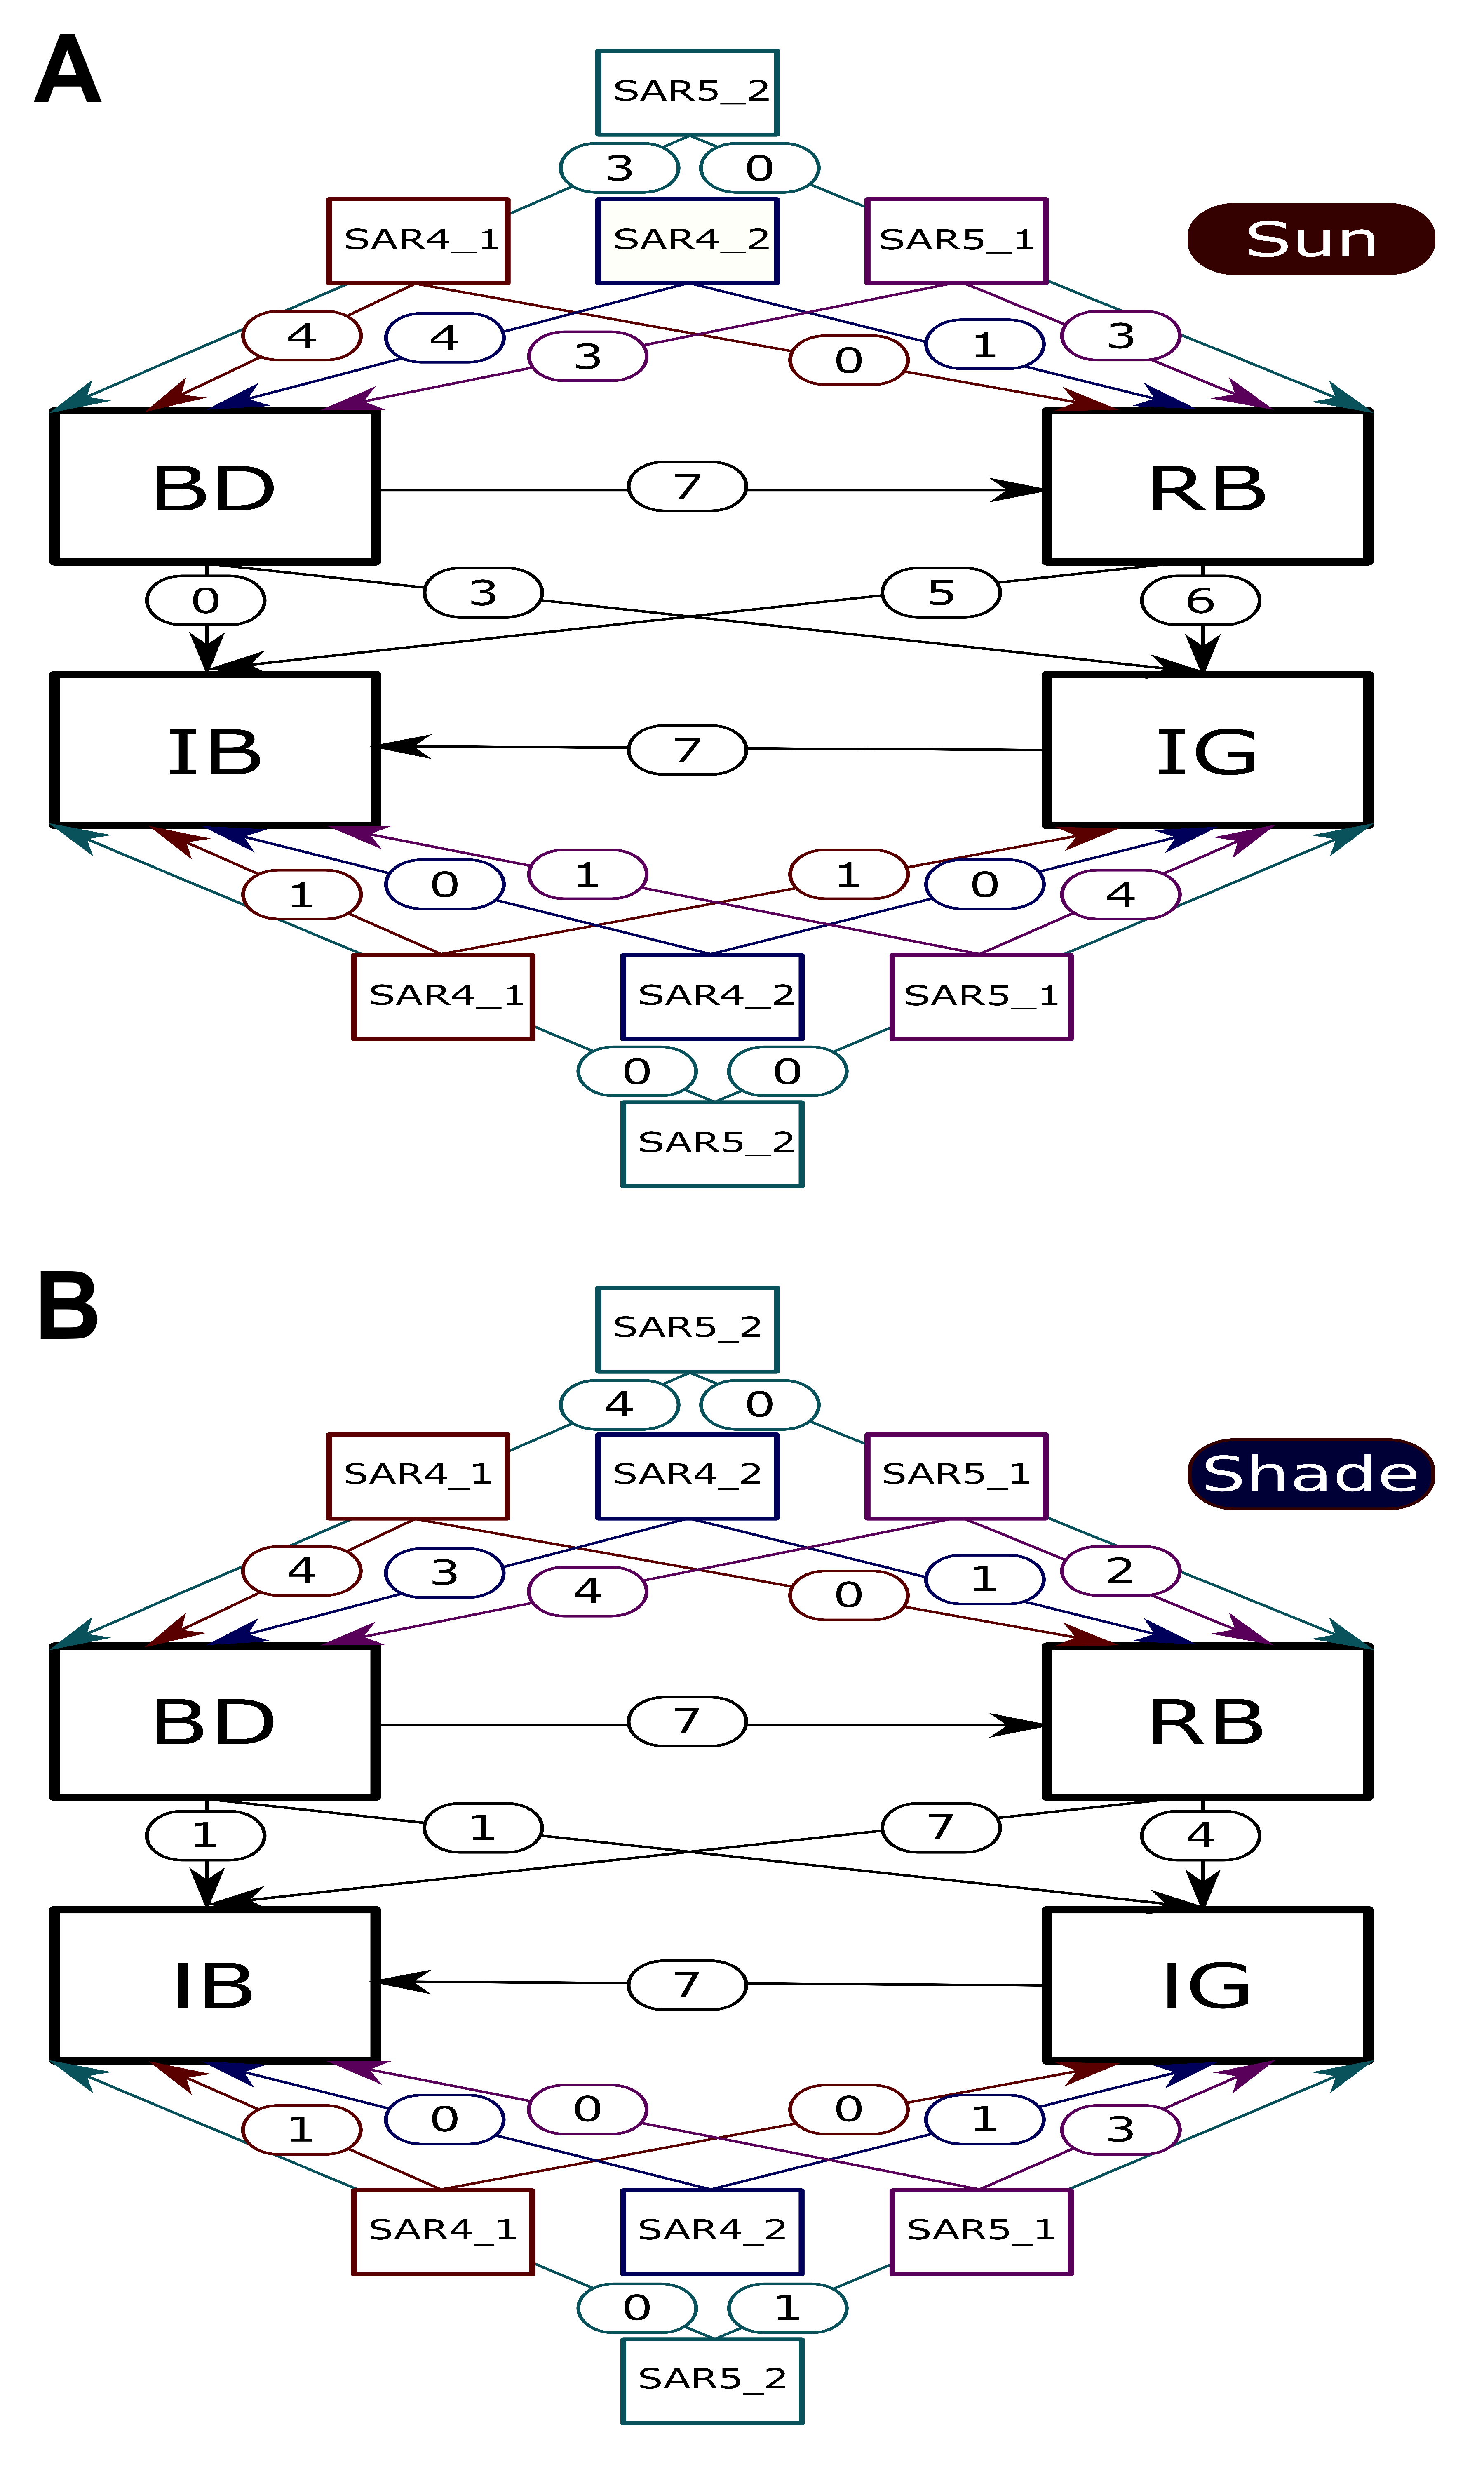 A
SAR5_2
3 0
SAR4_1 SAR4_2 SAR5_1 Sun
4 4 3 0 1 3
BD 7 RB
0 3 5 6
IB 7 IG
1 0 1 1 0 4
SAR4_1 SAR4_2 SAR5_1
0 0
SAR5_2
B
SAR5_2
4 0
SAR4_1 SAR4_2 SAR5_1 Shade
4 3 4 0 1 2
BD 7 RB
1 1 7 4
IB 7 IG
1 0 0 0 1 3
SAR4_1 SAR4_2 SAR5_1
0 1
SAR5_2